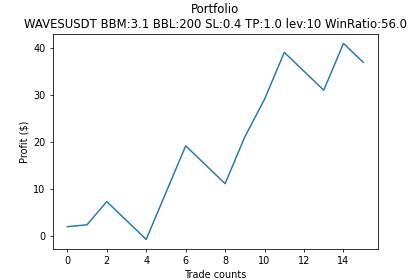 Portfolio
WAVESUSDT BBM:3.1 BBL:200 SL:0.4 TP:1.0 lev:10 WinRatio:56.0
Profit ($)
40
30
20
10
0
0 2 4 6 8 10 12 14
Trade counts